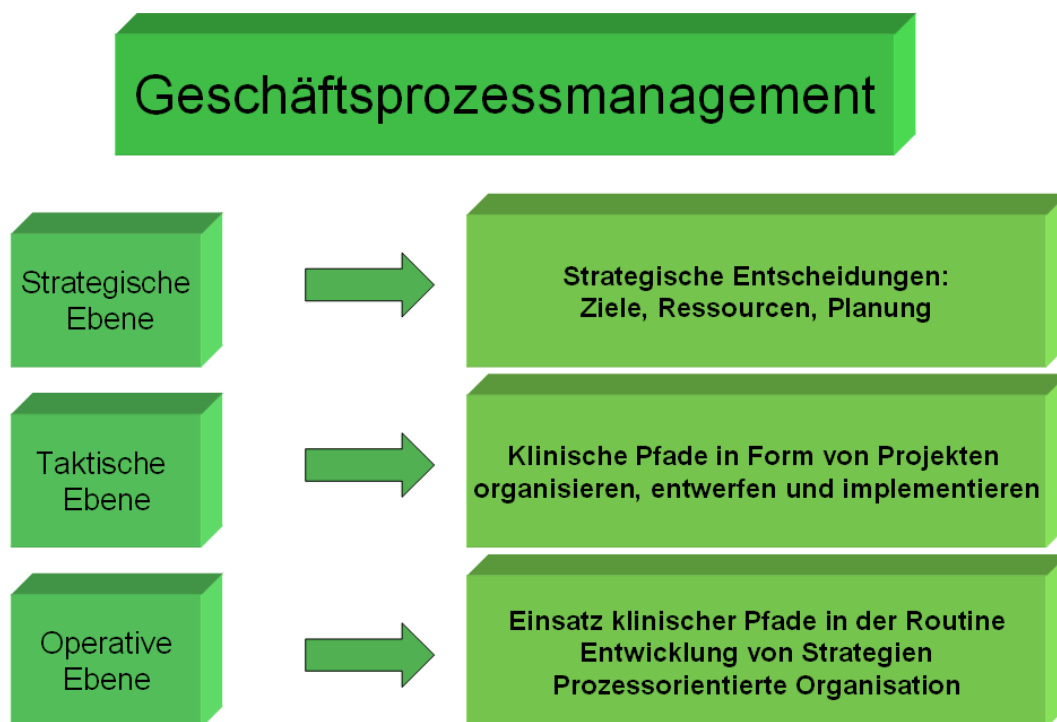 Geschäftsprozessmanagement
Strategische
Ebene
Strategische Entscheidungen:
Ziele, Ressourcen, Planung
Taktische
Ebene
Klinische Pfade in Form von Projekten
organisieren, entwerfen und implementieren
Operative
Ebene
Einsatz klinischer Pfade in der Routine
Entwicklung von Strategien
Prozessorientierte Organisation